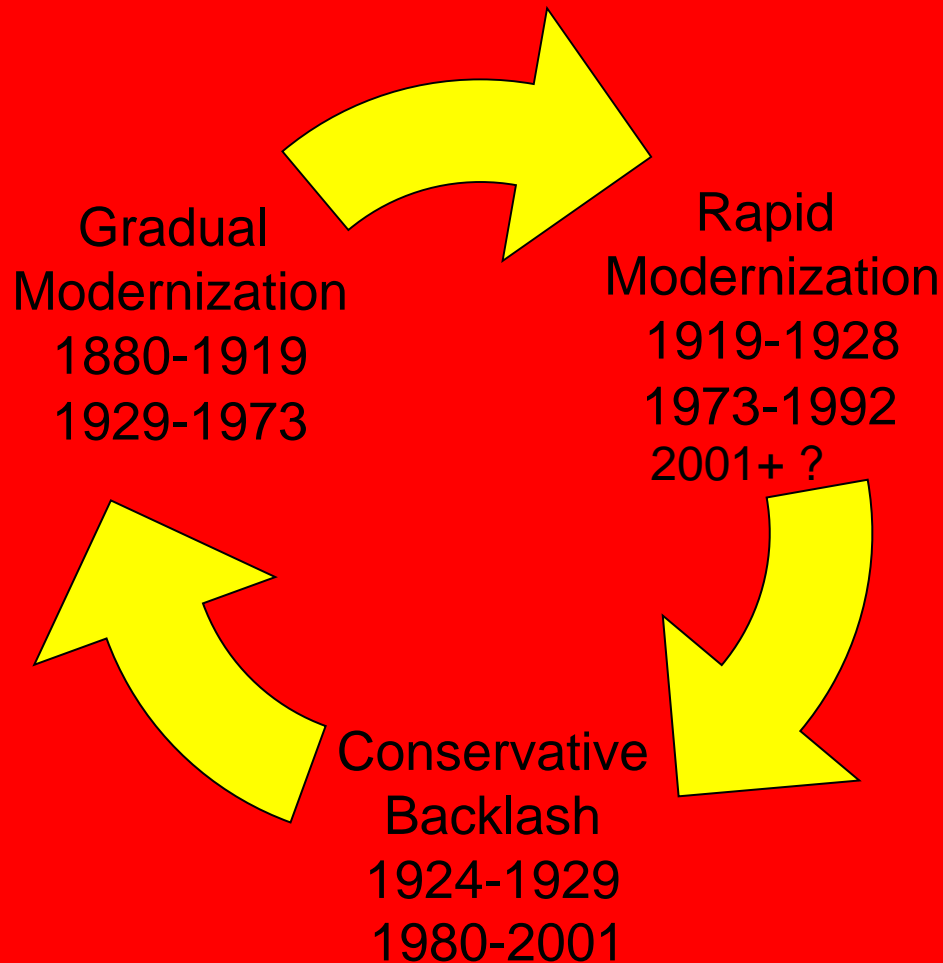 Gradual
Modernization
1880-1919
1929-1973
Rapid
Modernization
1919-1928
1973-1992
2001+ ?
Conservative
Backlash
1924-1929
1980-2001